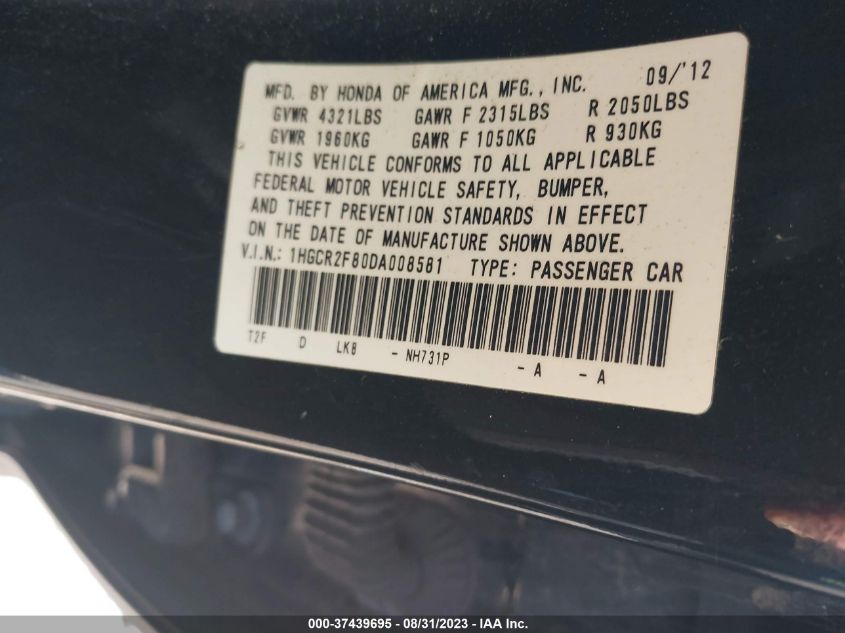 MFD. BY HONDA OF AMERICA MFG., INC. 09/'12
GVWR 4321LBS GAWR F 2315LBS R 2050LBS
GVWR 1960KG GAWR F 1050KG R 930KG
THIS VEHICLE CONFORMS TO ALL APPLICABLE
FEDERAL MOTOR VEHICLE SAFETY, BUMPER,
AND THEFT PREVENTION STANDARDS IN EFFECT
ON THE DATE OF MANUFACTURE SHOWN ABOVE.
V.I.N.: 1HGCR2F80DA008581 TYPE: PASSENGER CAR
T2F D LKB - NH731P - A - A
000-37439695 - 08/31/2023 - IAA Inc.